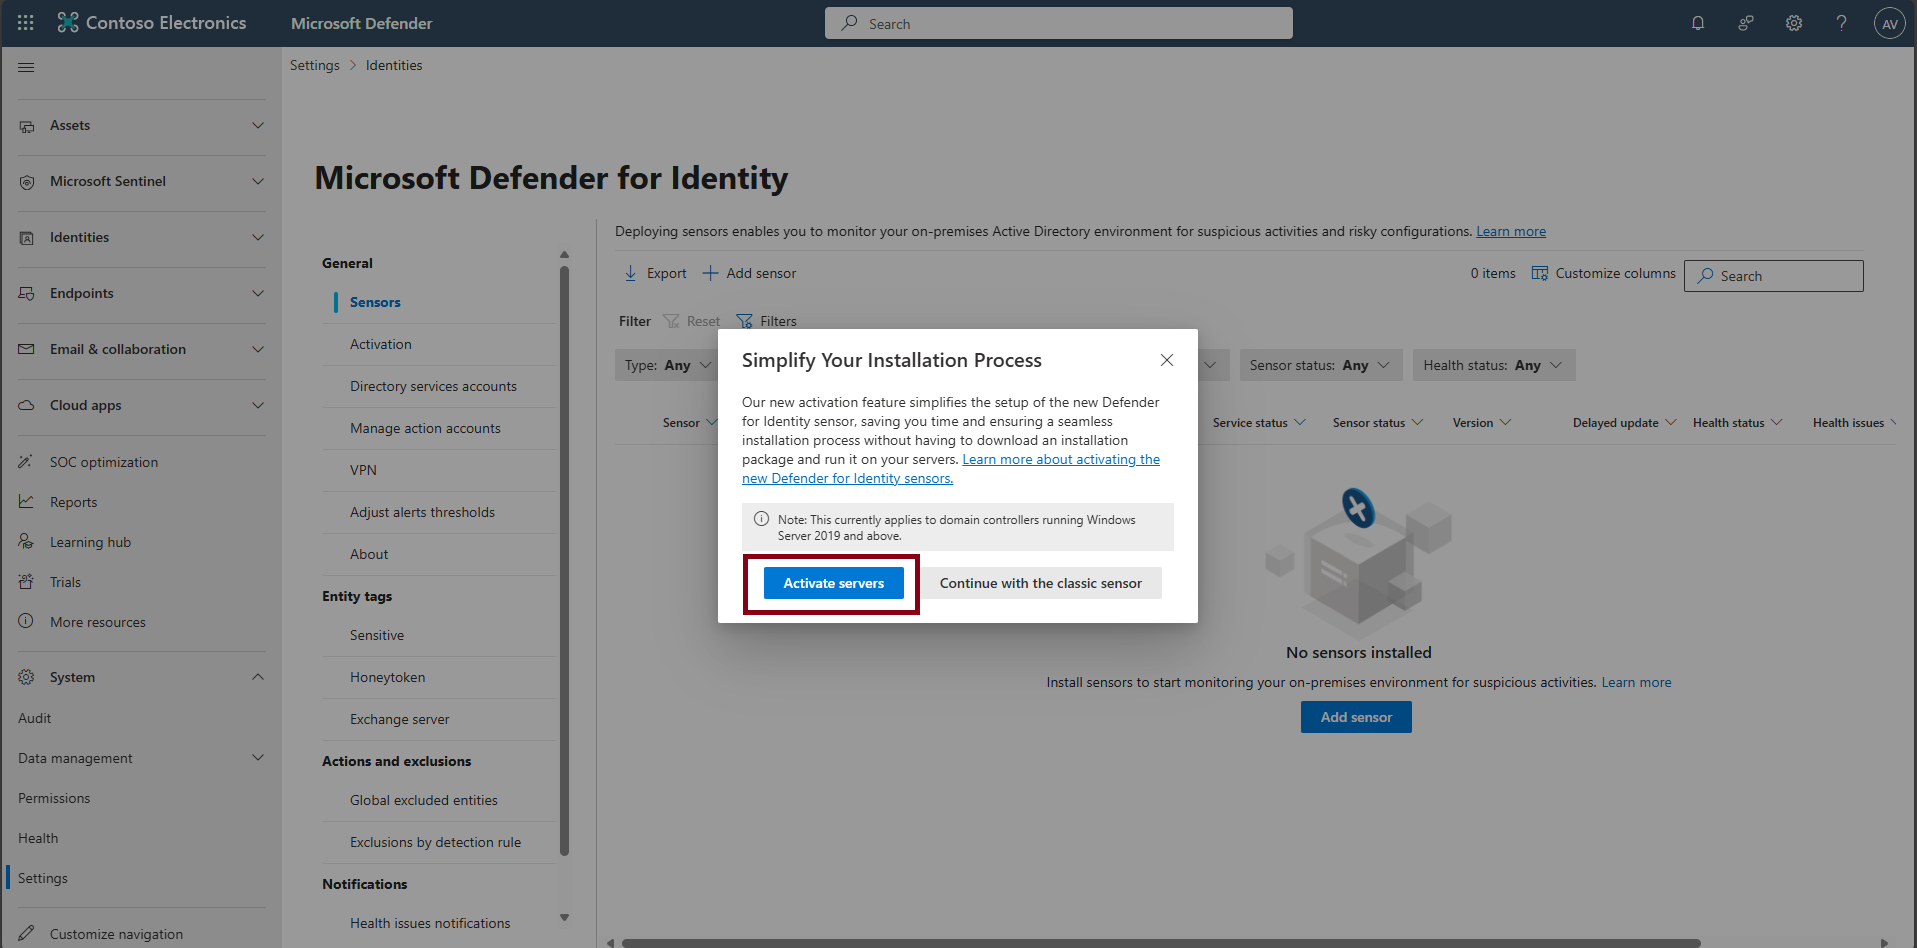 Contoso Electronics
Microsoft Defender
Search
AV
Settings > Identities
Assets
Microsoft Sentinel
Identities
Endpoints
Email & collaboration
Cloud apps
SOC optimization
Reports
Learning hub
Trials
More resources
System
Audit
Data management
Permissions
Health
Settings
Customize navigation
Microsoft Defender for Identity
General
Sensors
Activation
Directory services accounts
Manage action accounts
VPN
Adjust alerts thresholds
About
Entity tags
Sensitive
Honeytoken
Exchange server
Actions and exclusions
Global excluded entities
Exclusions by detection rule
Notifications
Health issues notifications
Deploying sensors enables you to monitor your on-premises Active Directory environment for suspicious activities and risky configurations. Learn more
Export
Add sensor
0 items
Customize columns
Search
Filter
Reset
Filters
Type: Any
Sensor status: Any
Health status: Any
Sensor
Service status
Sensor status
Version
Delayed update
Health status
Health issues
Simplify Your Installation Process
Our new activation feature simplifies the setup of the new Defender
for Identity sensor, saving you time and ensuring a seamless
installation process without having to download an installation
package and run it on your servers. Learn more about activating the
new Defender for Identity sensors.
Note: This currently applies to domain controllers running Windows
Server 2019 and above.
Activate servers
Continue with the classic sensor
No sensors installed
Install sensors to start monitoring your on-premises environment for suspicious activities. Learn more
Add sensor